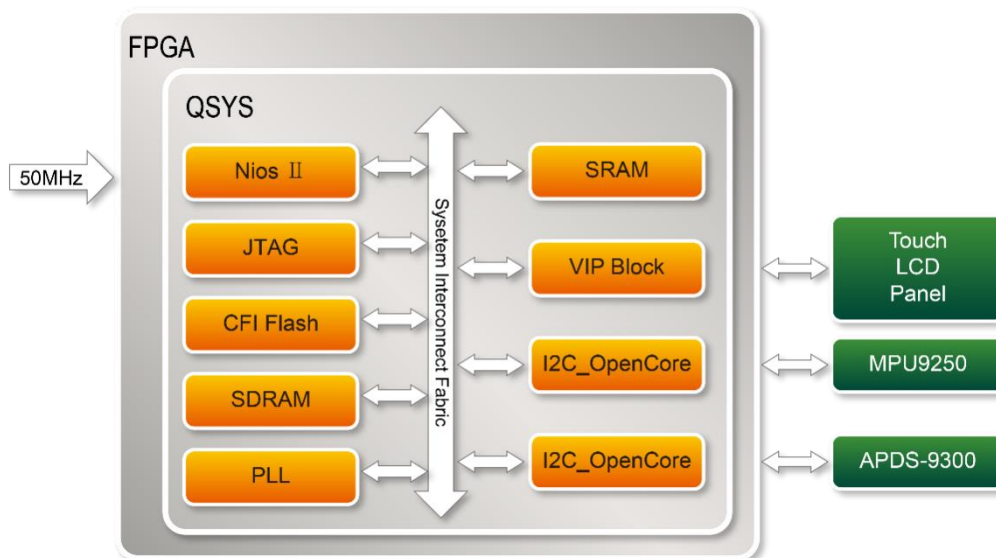 FPGA
QSYS
50MHz
Nios II
JTAG
CFI Flash
SDRAM
PLL
Sysetem Interconnect Fabric
SRAM
VIP Block
I2C_OpenCore
I2C_OpenCore
Touch
LCD
Panel
MPU9250
APDS-9300